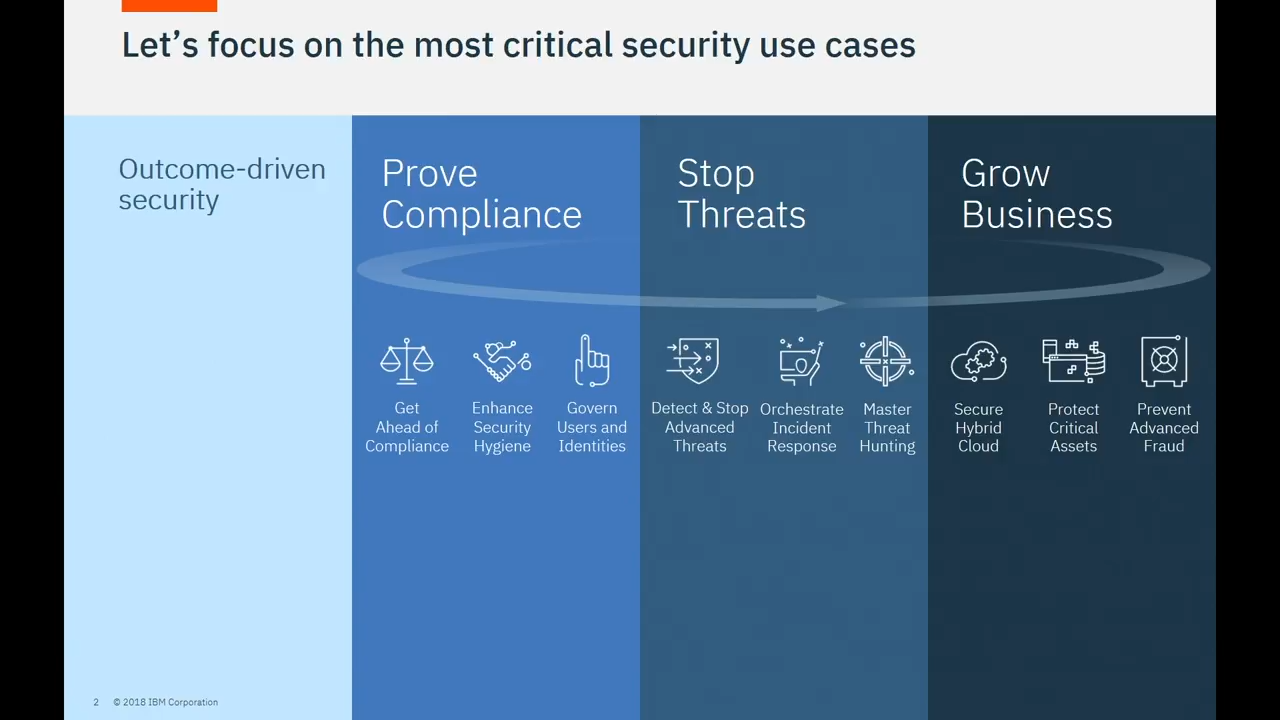 Let’s focus on the most critical security use cases
Outcome-driven
security
Prove
Compliance
Stop
Threats
Grow
Business
Get
Ahead of
Compliance
Enhance
Security
Hygiene
Govern
Users and
Identities
Detect & Stop
Advanced
Threats
Orchestrate
Incident
Response
Master
Threat
Hunting
Secure
Hybrid
Cloud
Protect
Critical
Assets
Prevent
Advanced
Fraud
2 © 2018 IBM Corporation